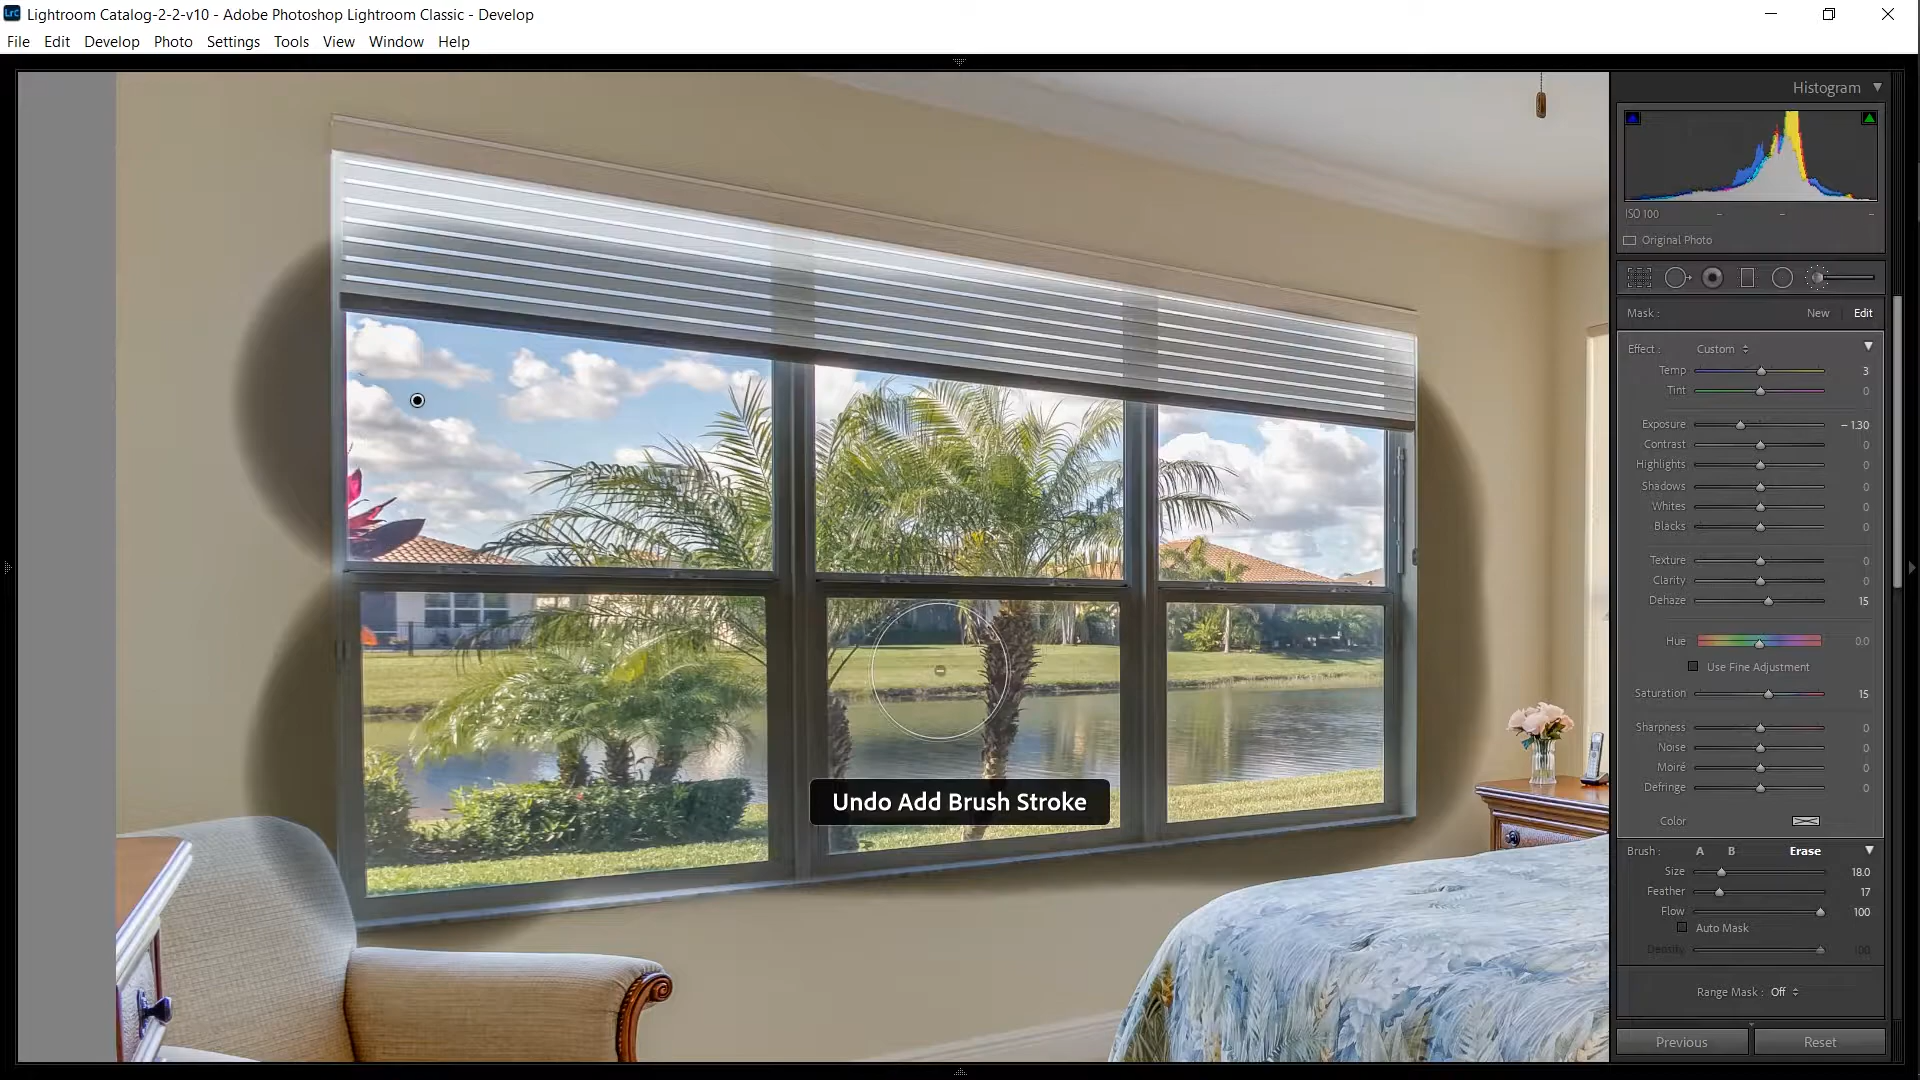 LrC Lightroom Catalog-2-2-v10 - Adobe Photoshop Lightroom Classic - Develop
File Edit Develop Photo Settings Tools View Window Help
Histogram
ISO 100
Original Photo
Mask : New Edit
Effect : Custom
Temp 3
Tint 0
Exposure – 1.30
Contrast 0
Highlights 0
Shadows 0
Whites 0
Blacks 0
Texture 0
Clarity 0
Dehaze 15
Hue 0.0
Use Fine Adjustment
Saturation 15
Sharpness 0
Noise 0
Moiré 0
Defringe 0
Undo Add Brush Stroke
Color
Brush : A B Erase
Size 18.0
Feather 17
Flow 100
Auto Mask
Density 100
Range Mask : Off
Previous Reset